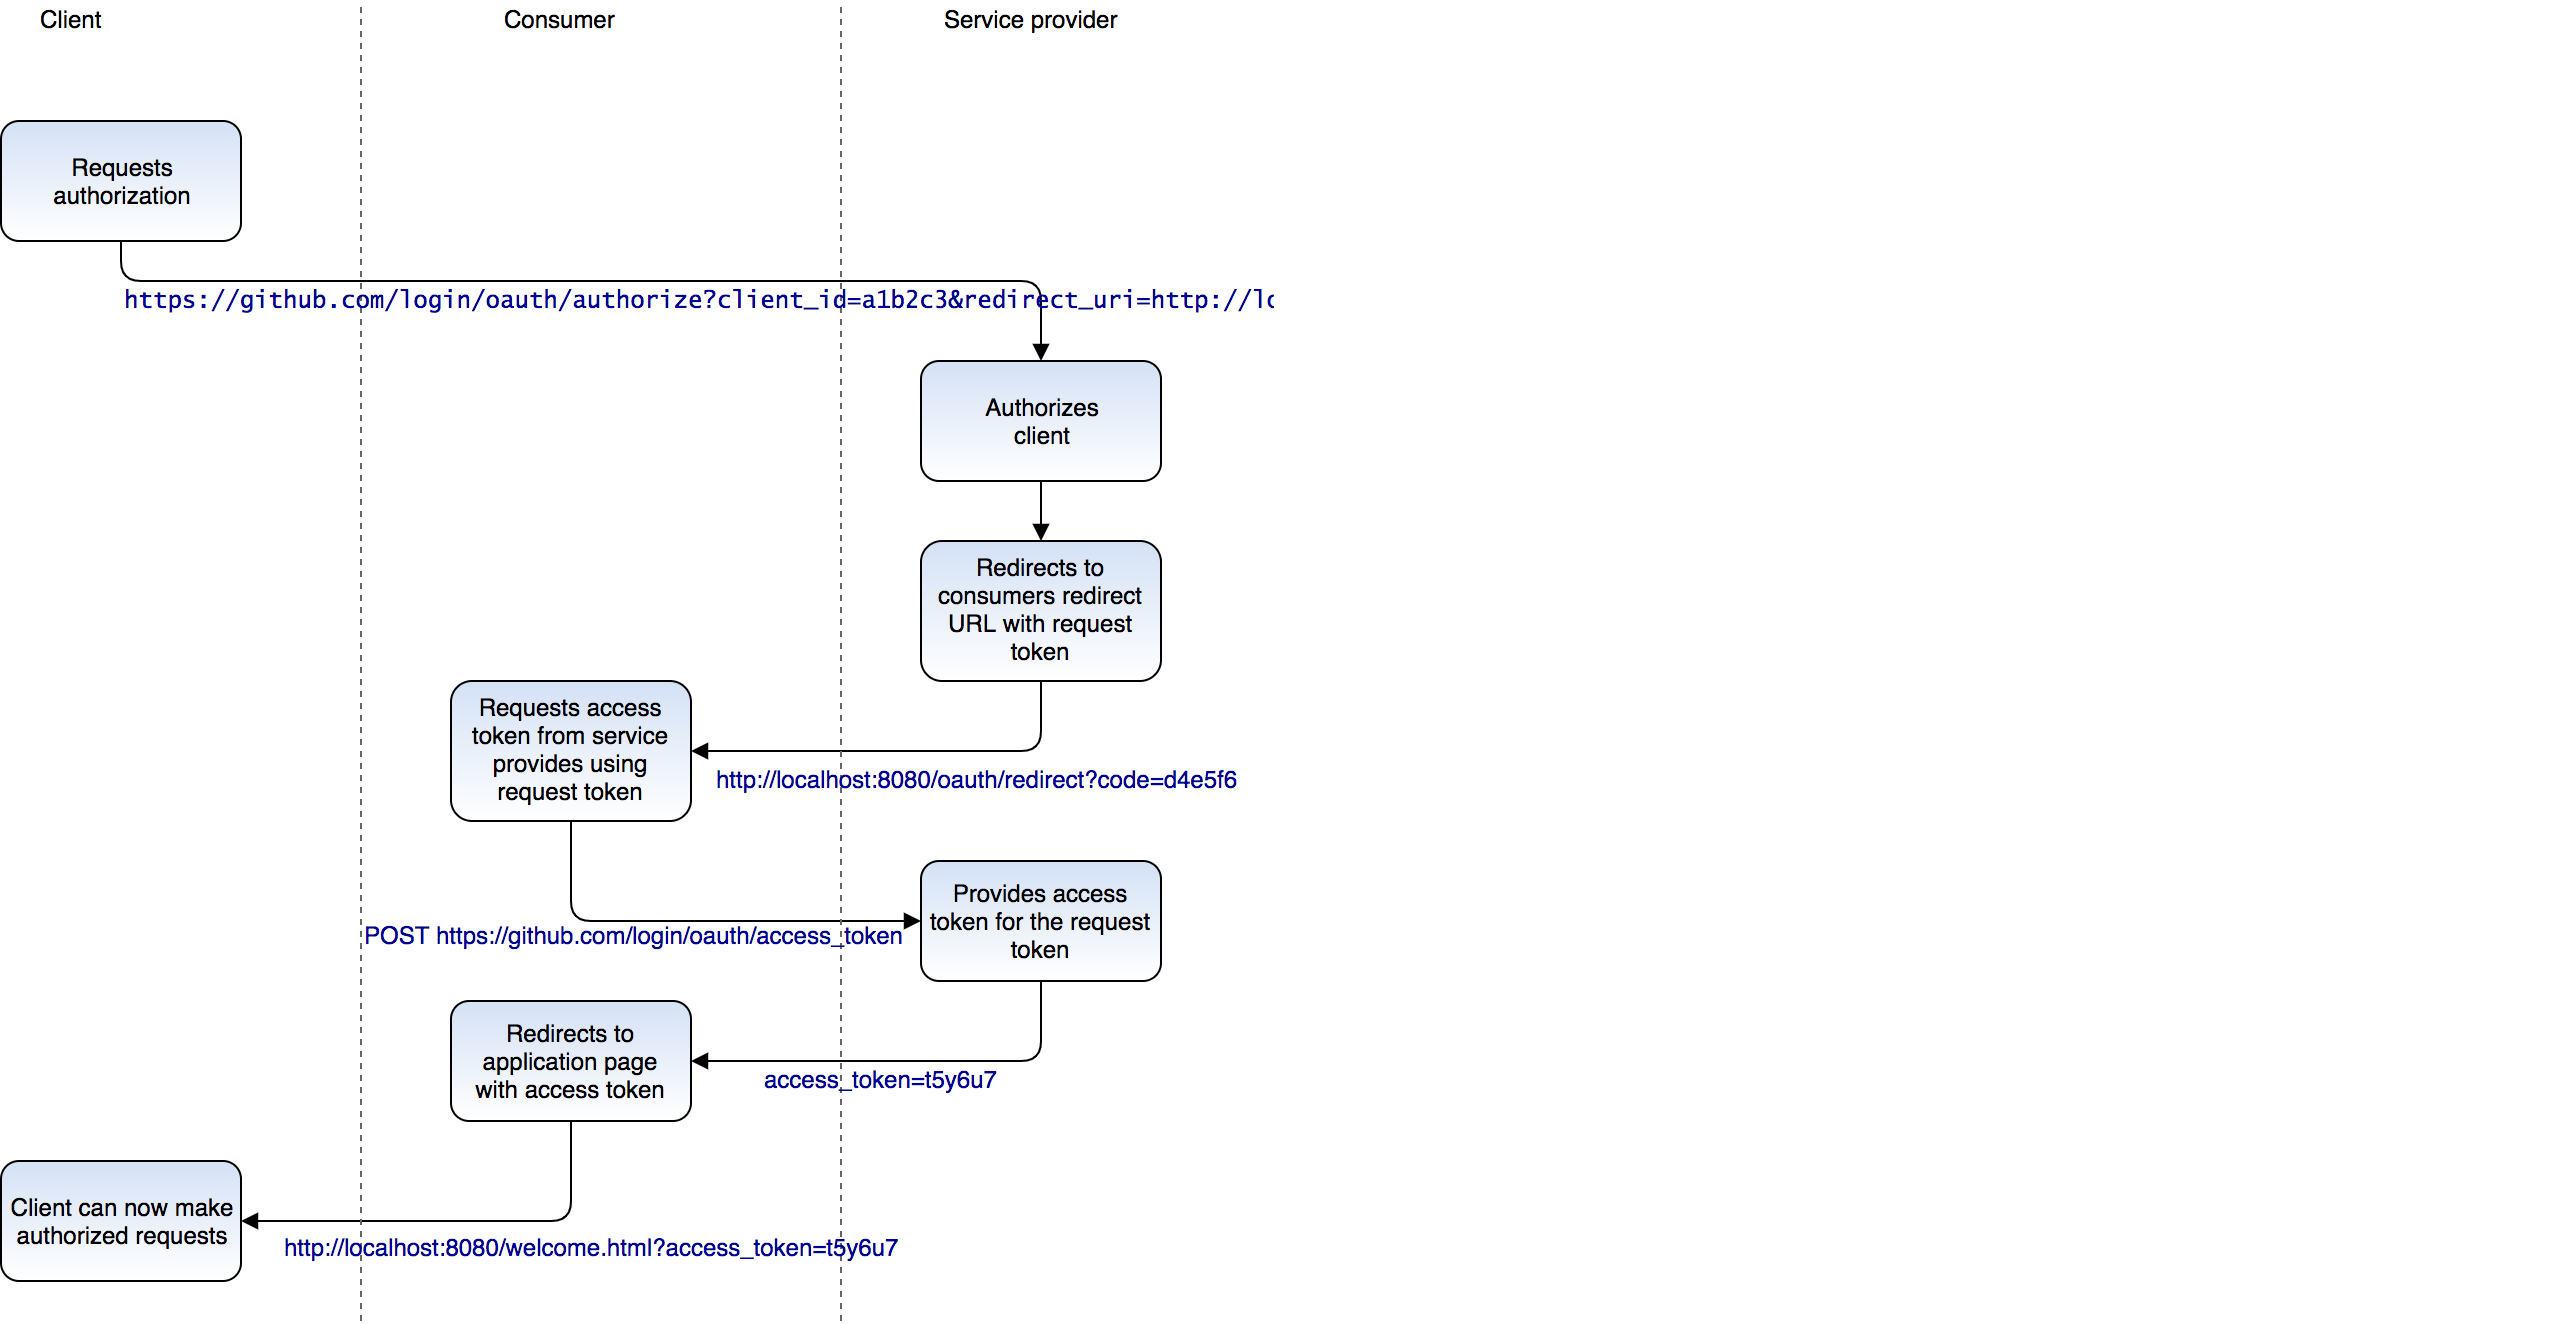 Client
Consumer
Service provider
Requests
authorization
https://github.com/login/oauth/authorize?client_id=a1b2c3&redirect_uri=http://lo
Authorizes
client
Redirects to
consumers redirect
URL with request
token
Requests access
token from service
provides using
request token
http://localhost:8080/oauth/redirect?code=d4e5f6
Provides access
token for the request
token
POST https://github.com/login/oauth/access_token
Redirects to
application page
with access token
access_token=t5y6u7
Client can now make
authorized requests
http://localhost:8080/welcome.html?access_token=t5y6u7